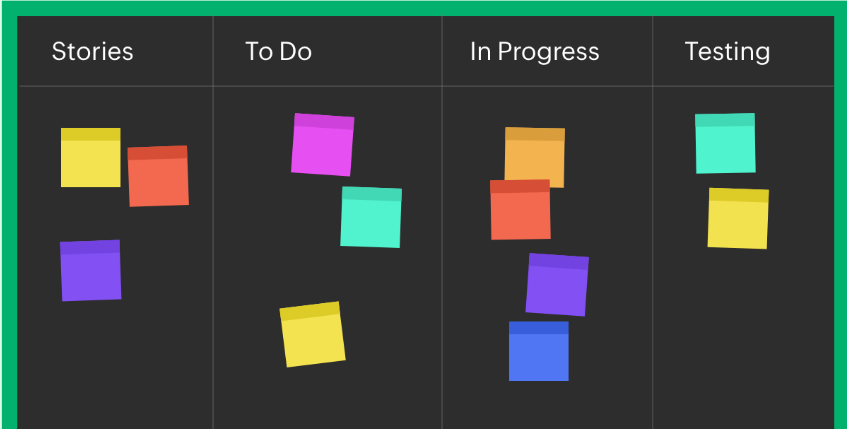 Stories
To Do
In Progress
Testing